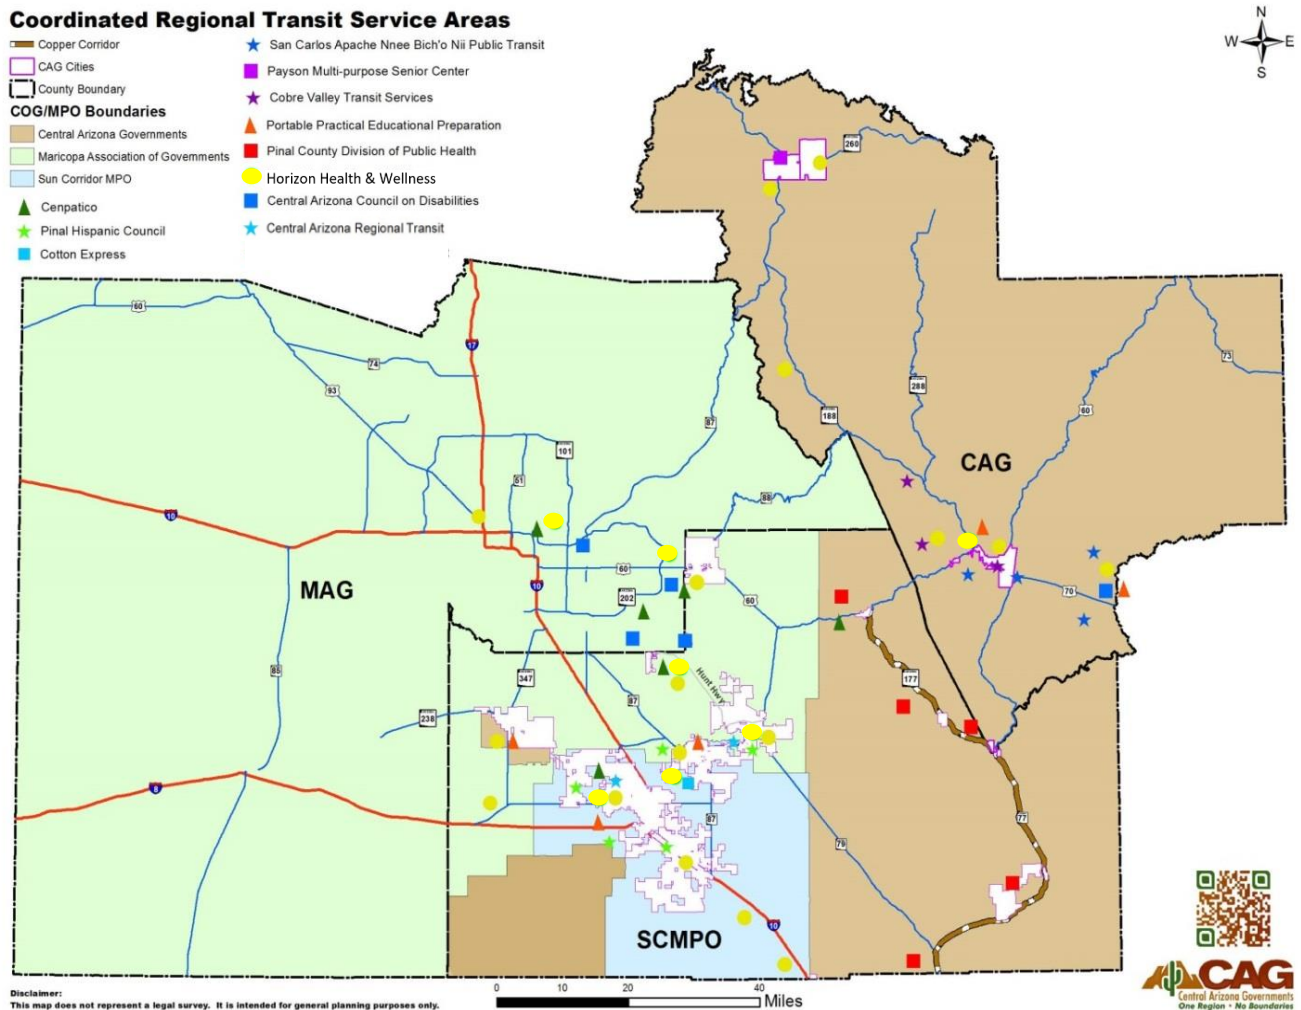 Coordinated Regional Transit Service Areas
Copper Corridor
CAG Cities
County Boundary
COG/MPO Boundaries
Central Arizona Governments
Maricopa Association of Governments
Sun Corridor MPO
Cenpatico
Pinal Hispanic Council
Cotton Express
San Carlos Apache Nnee Bich'o Nii Public Transit
Payson Multi-purpose Senior Center
Cobre Valley Transit Services
Portable Practical Educational Preparation
Pinal County Division of Public Health
Horizon Health & Wellness
Central Arizona Council on Disabilities
Central Arizona Regional Transit
N
W E
S
260
60
17
74
93
73
288
188
60
87
101
51
88
CAG
10
MAG
60
10
202
60
70
85
347
177
Hunt Hwy
87
238
8
87
77
79
SCMPO
10
0 10 20 40
Miles
CAG
Central Arizona Governments
One Region • No Boundaries
Disclaimer:
This map does not represent a legal survey. It is intended for general planning purposes only.